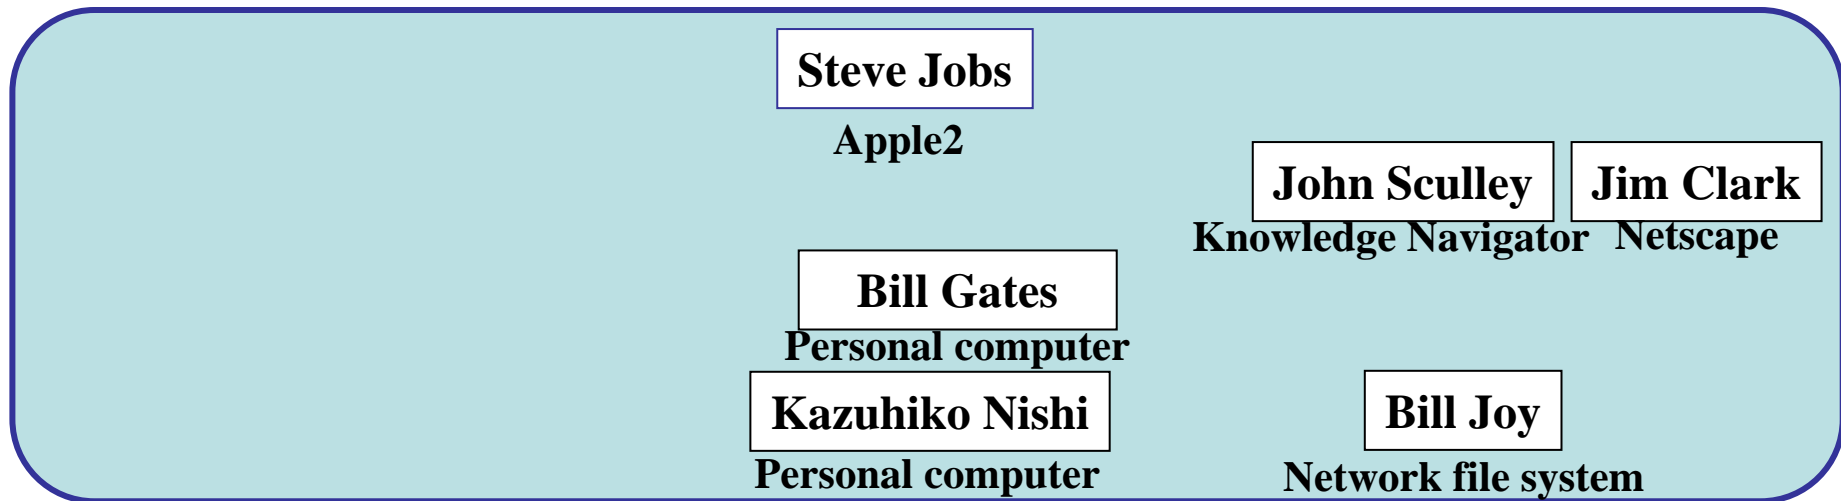 Steve Jobs
Apple2
John Sculley
Knowledge Navigator
Jim Clark
Netscape
Bill Gates
Personal computer
Kazuhiko Nishi
Personal computer
Bill Joy
Network file system